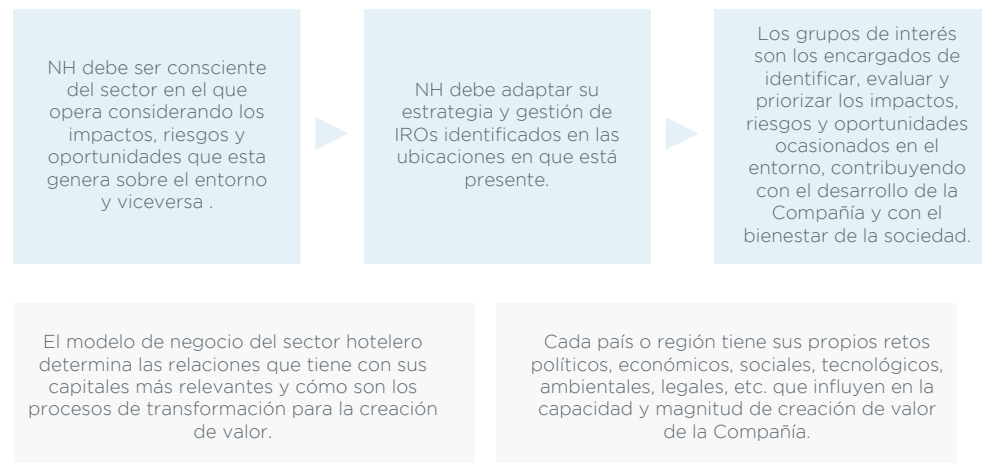 NH debe ser consciente
del sector en el que
opera considerando los
impactos, riesgos y
oportunidades que esta
genera sobre el entorno
y viceversa .
NH debe adaptar su
estrategia y gestión de
IROs identificados en las
ubicaciones en que está
presente.
Los grupos de interés
son los encargados de
identificar, evaluar y
priorizar los impactos,
riesgos y oportunidades
ocasionados en el
entorno, contribuyendo
con el desarrollo de la
Compañía y con el
bienestar de la sociedad.
El modelo de negocio del sector hotelero
determina las relaciones que tiene con sus
capitales más relevantes y cómo son los
procesos de transformación para la creación
de valor.
Cada país o región tiene sus propios retos
políticos, económicos, sociales, tecnológicos,
ambientales, legales, etc. que influyen en la
capacidad y magnitud de creación de valor
de la Compañía.